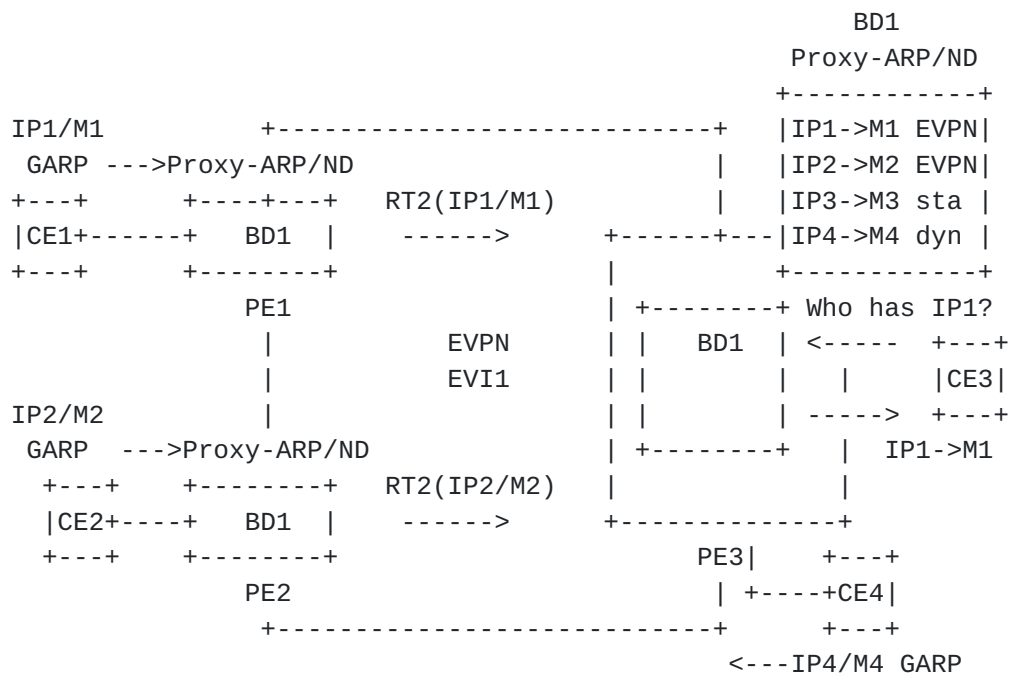 BD1
Proxy-ARP/ND
+------------+
IP1/M1 +----------------------------+ |IP1->M1 EVPN|
GARP --->Proxy-ARP/ND | |IP2->M2 EVPN|
+---+ +----+---+ RT2(IP1/M1) | |IP3->M3 sta |
|CE1+------+ BD1 | ------> +------+---|IP4->M4 dyn |
+---+ +--------+ | +------------+
PE1 | +--------+ Who has IP1?
| EVPN | | BD1 | <----- +---+
| EVI1 | | | | |CE3|
IP2/M2 | | | | -----> +---+
GARP --->Proxy-ARP/ND | +--------+ | IP1->M1
+---+ +--------+ RT2(IP2/M2) | |
|CE2+----+ BD1 | ------> +--------------+
+---+ +--------+ PE3| +---+
PE2 | +----+CE4|
+----------------------------+ +---+
<---IP4/M4 GARP